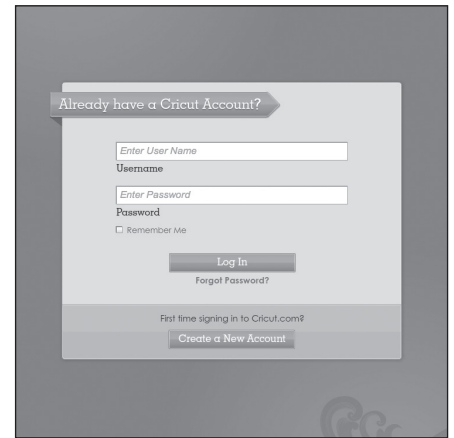 Already have a Cricut Account?
Enter User Name
Username
Enter Password
Password
Remember Me
Log In
Forgot Password?
First time signing in to Cricut.com?
Create a New Account